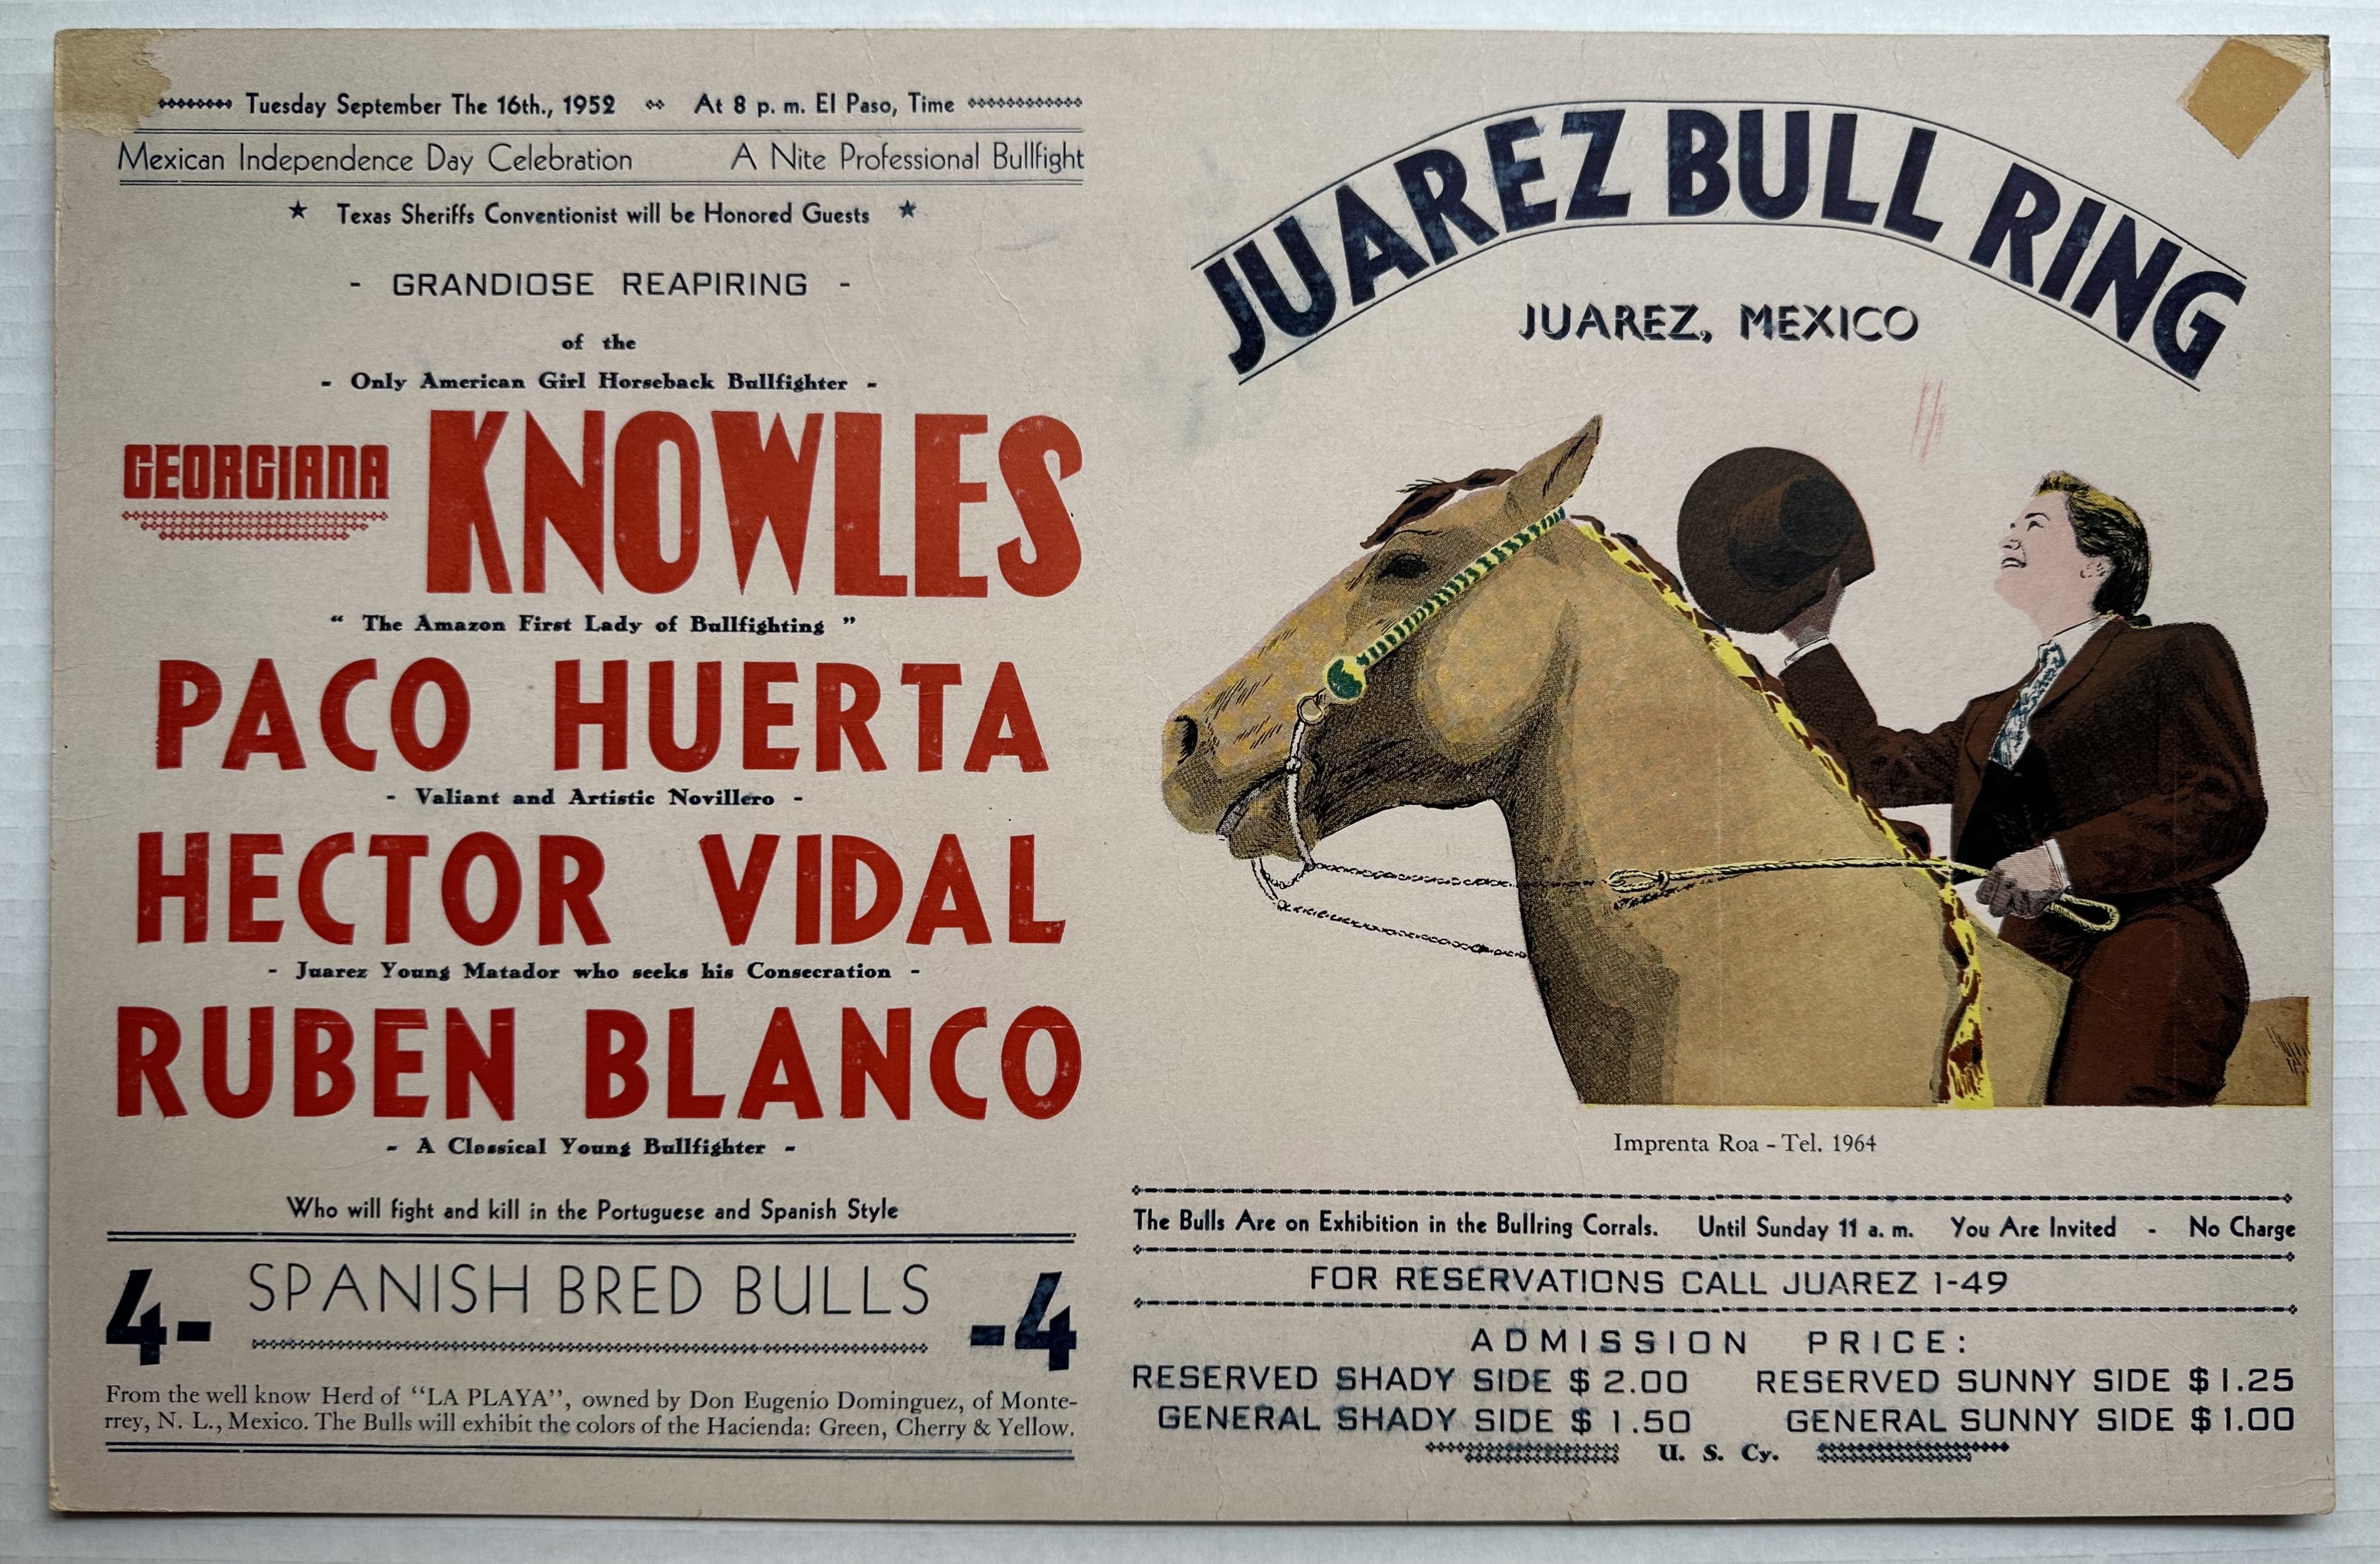 Tuesday September The 16th., 1952 At 8 p. m. El Paso, Time
Mexican Independence Day Celebration A Nite Professional Bullfight
★ Texas Sheriffs Conventionist will be Honored Guests ★
- GRANDIOSE REAPIRING -
of the
- Only American Girl Horseback Bullfighter -
GEORGIANA KNOWLES
“ The Amazon First Lady of Bullfighting ”
PACO HUERTA
- Valiant and Artistic Novillero -
HECTOR VIDAL
- Juarez Young Matador who seeks his Consecration -
RUBEN BLANCO
- A Classical Young Bullfighter -
Who will fight and kill in the Portuguese and Spanish Style
4- SPANISH BRED BULLS -4
From the well know Herd of “LA PLAYA”, owned by Don Eugenio Dominguez, of Monte-
rrey, N. L., Mexico. The Bulls will exhibit the colors of the Hacienda: Green, Cherry & Yellow.
JUAREZ BULL RING
JUAREZ, MEXICO
Imprenta Roa - Tel. 1964
The Bulls Are on Exhibition in the Bullring Corrals. Until Sunday 11 a. m. You Are Invited - No Charge
FOR RESERVATIONS CALL JUAREZ 1-49
ADMISSION PRICE:
RESERVED SHADY SIDE $ 2.00 RESERVED SUNNY SIDE $ 1.25
GENERAL SHADY SIDE $ 1.50 GENERAL SUNNY SIDE $ 1.00
U. S. Cy.